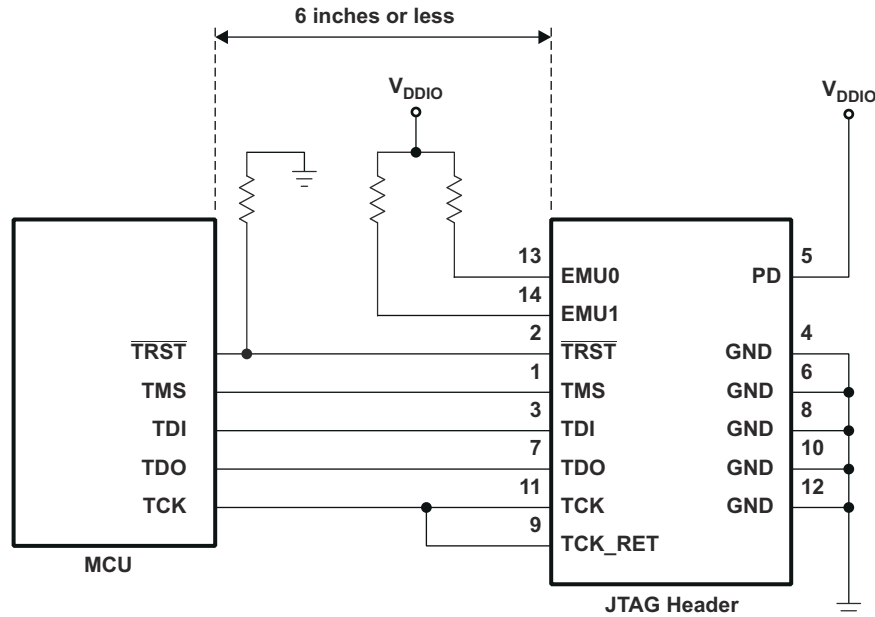 6 inches or less
VDDIO
VDDIO
13
EMU0
PD
5
14
EMU1
4
TRST
2
TRST
GND
6
TMS
1
TMS
GND
8
TDI
3
TDI
GND
10
TDO
7
TDO
GND
12
TCK
11
TCK
GND
9
TCK_RET
MCU
JTAG Header